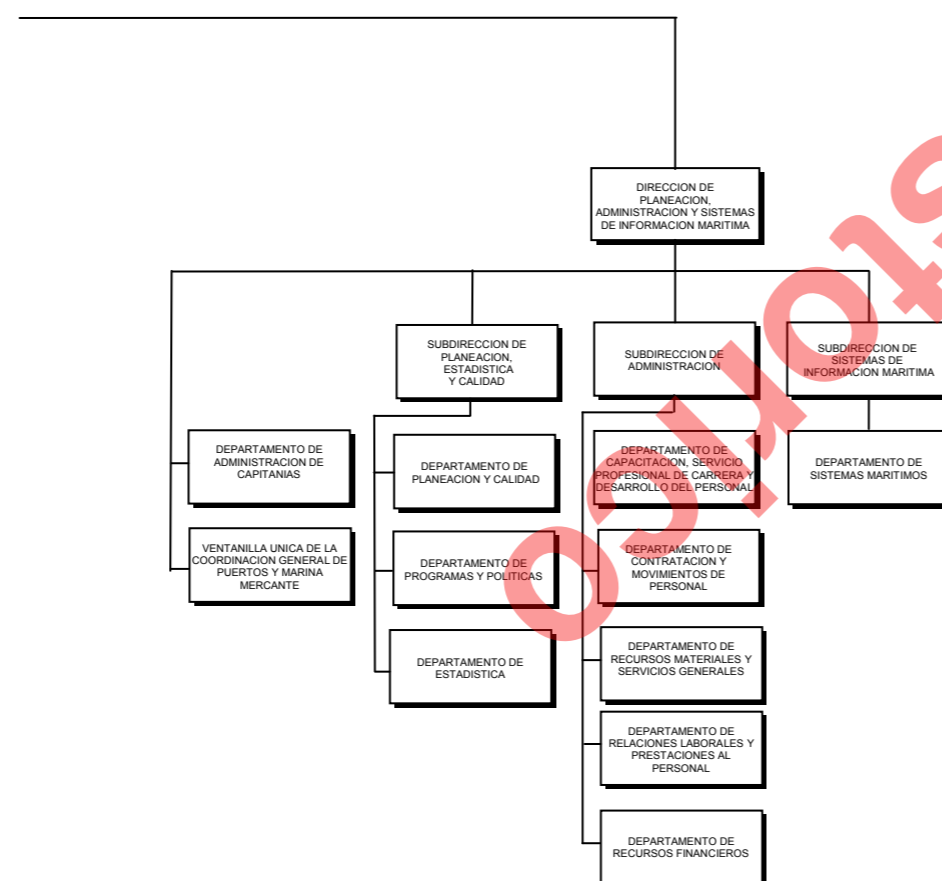 DIRECCION DE
PLANEACION,
ADMINISTRACION Y SISTEMAS
DE INFORMACION MARITIMA
SUBDIRECCION DE
PLANEACION,
ESTADISTICA
Y CALIDAD
SUBDIRECCION DE
ADMINISTRACION
SUBDIRECCION DE
SISTEMAS DE
INFORMACION MARITIMA
DEPARTAMENTO DE
ADMINISTRACION DE
CAPITANIAS
DEPARTAMENTO DE
PLANEACION Y CALIDAD
DEPARTAMENTO DE
CAPACITACION, SERVICIO
PROFESIONAL DE CARRERA Y
DESARROLLO DEL PERSONAL
DEPARTAMENTO DE
SISTEMAS MARITIMOS
VENTANILLA UNICA DE LA
COORDINACION GENERAL DE
PUERTOS Y MARINA
MERCANTE
DEPARTAMENTO DE
PROGRAMAS Y POLITICAS
DEPARTAMENTO DE
CONTRATACION Y
MOVIMIENTOS DE
PERSONAL
DEPARTAMENTO DE
ESTADISTICA
DEPARTAMENTO DE
RECURSOS MATERIALES Y
SERVICIOS GENERALES
DEPARTAMENTO DE
RELACIONES LABORALES Y
PRESTACIONES AL
PERSONAL
DEPARTAMENTO DE
RECURSOS FINANCIEROS
stórico